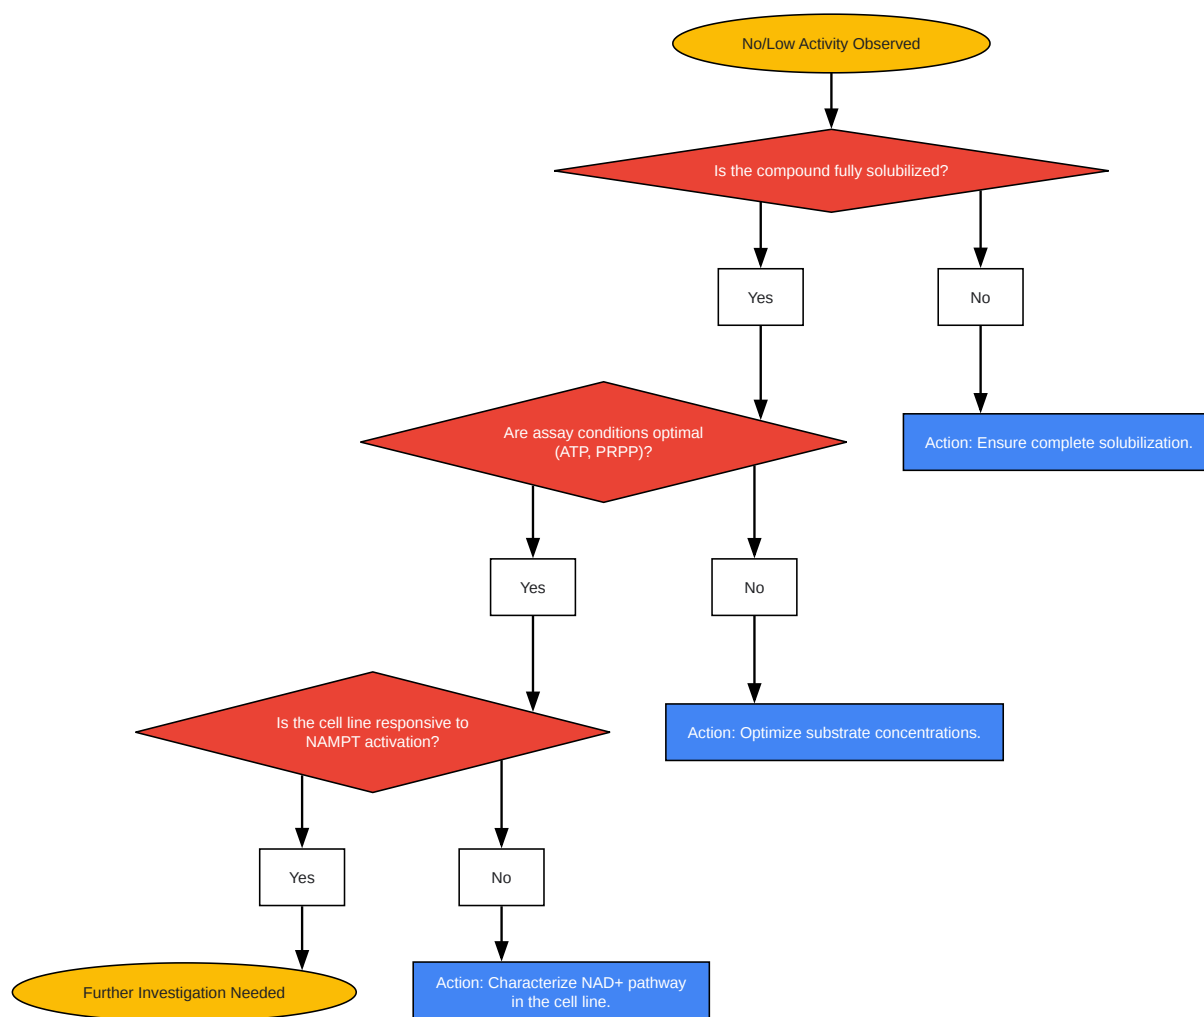 No/Low Activity Observed
Is the compound fully solubilized?
Yes
No
Are assay conditions optimal
(ATP, PRPP)?
Action: Ensure complete solubilization.
Yes
No
Is the cell line responsive to
NAMPT activation?
Action: Optimize substrate concentrations.
Yes
No
Further Investigation Needed
Action: Characterize NAD+ pathway
in the cell line.